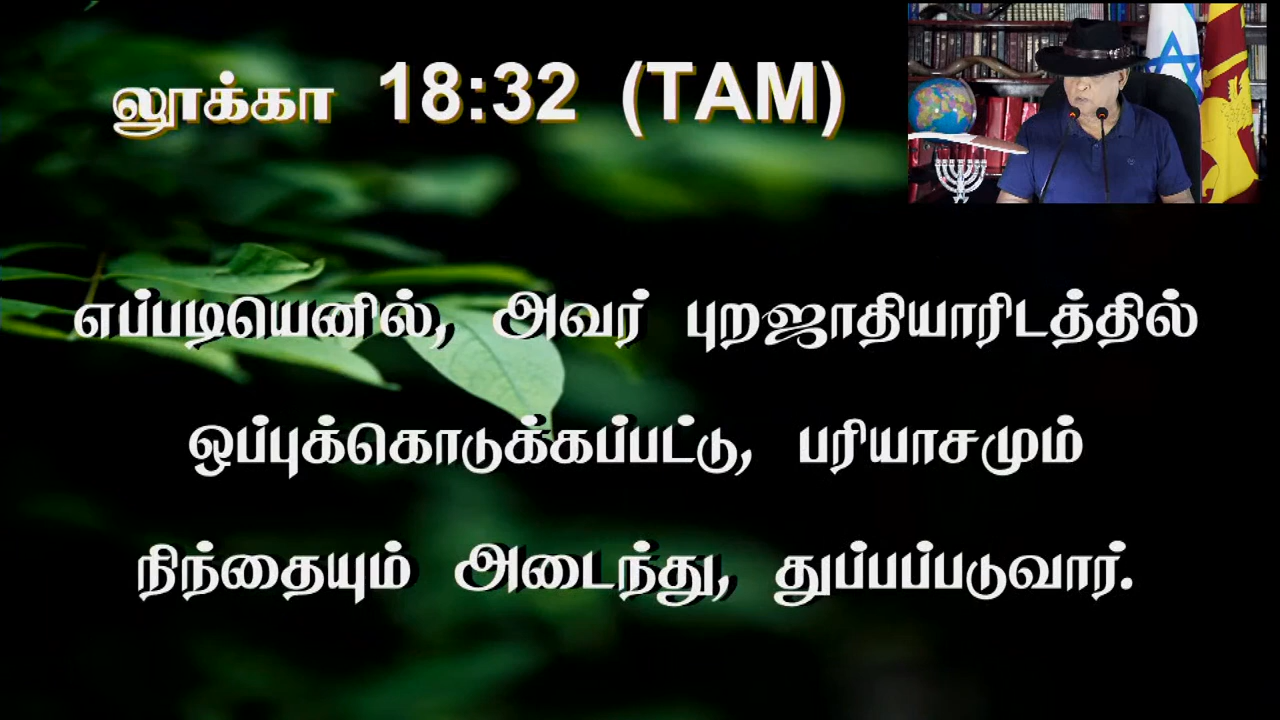 லூக்கா 18:32 (TAM)
எப்படியெனில், அவர் புறஜாதியாரிடத்தில்
ஒப்புக்கொடுக்கப்பட்டு, பரியாசமும்
நிந்தையும் அடைந்து, துப்பப்படுவார்.